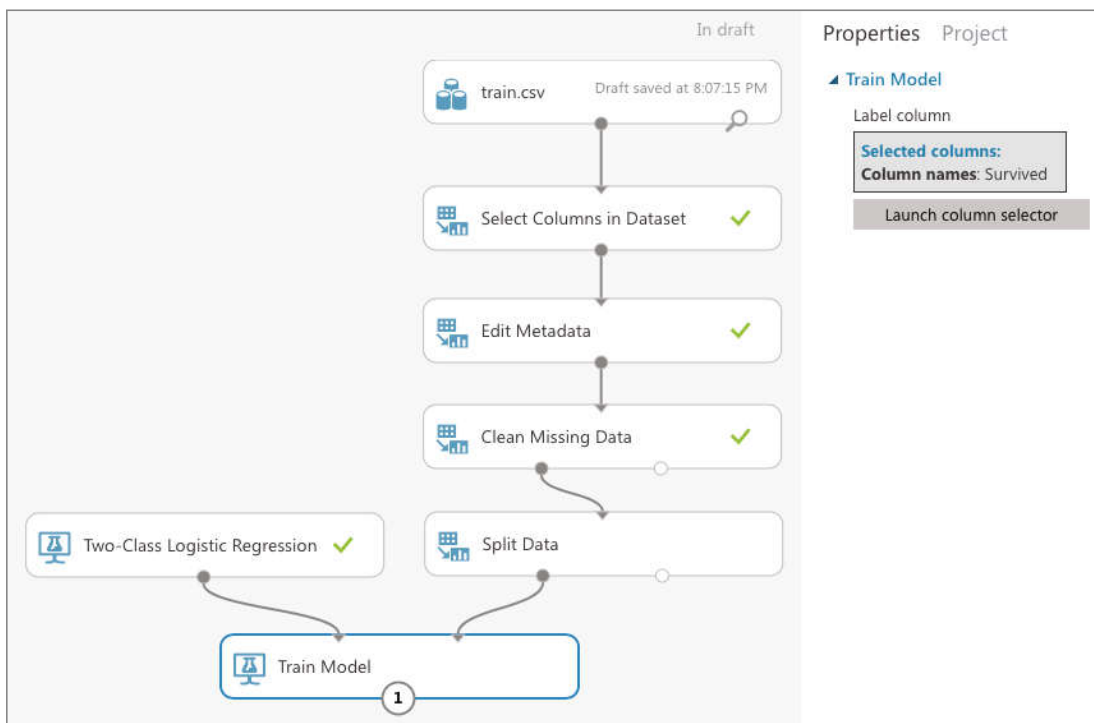 In draft
train.csv
Draft saved at 8:07:15 PM
Select Columns in Dataset
Edit Metadata
Clean Missing Data
Two-Class Logistic Regression
Split Data
Train Model
1
Properties Project
Train Model
Label column
Selected columns:
Column names: Survived
Launch column selector